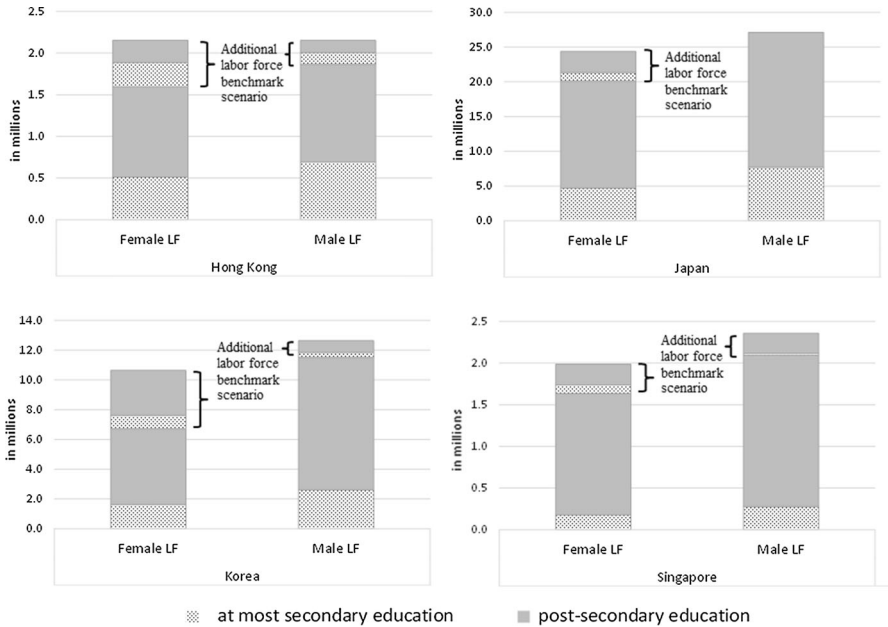 2.5
2.0
1.5
1.0
0.5
0.0
in millions
Additional
labor force
benchmark
scenario
Female LF
Male LF
Hong Kong
30.0
25.0
20.0
15.0
10.0
5.0
0.0
in millions
Additional
labor force
benchmark
scenario
Female LF
Male LF
Japan
14.0
12.0
10.0
8.0
6.0
4.0
2.0
0.0
in millions
Additional
labor force
benchmark
scenario
Female LF
Male LF
Korea
2.5
2.0
1.5
1.0
0.5
0.0
in millions
Additional
labor force
benchmark
scenario
Female LF
Male LF
Singapore
at most secondary education
post-secondary education